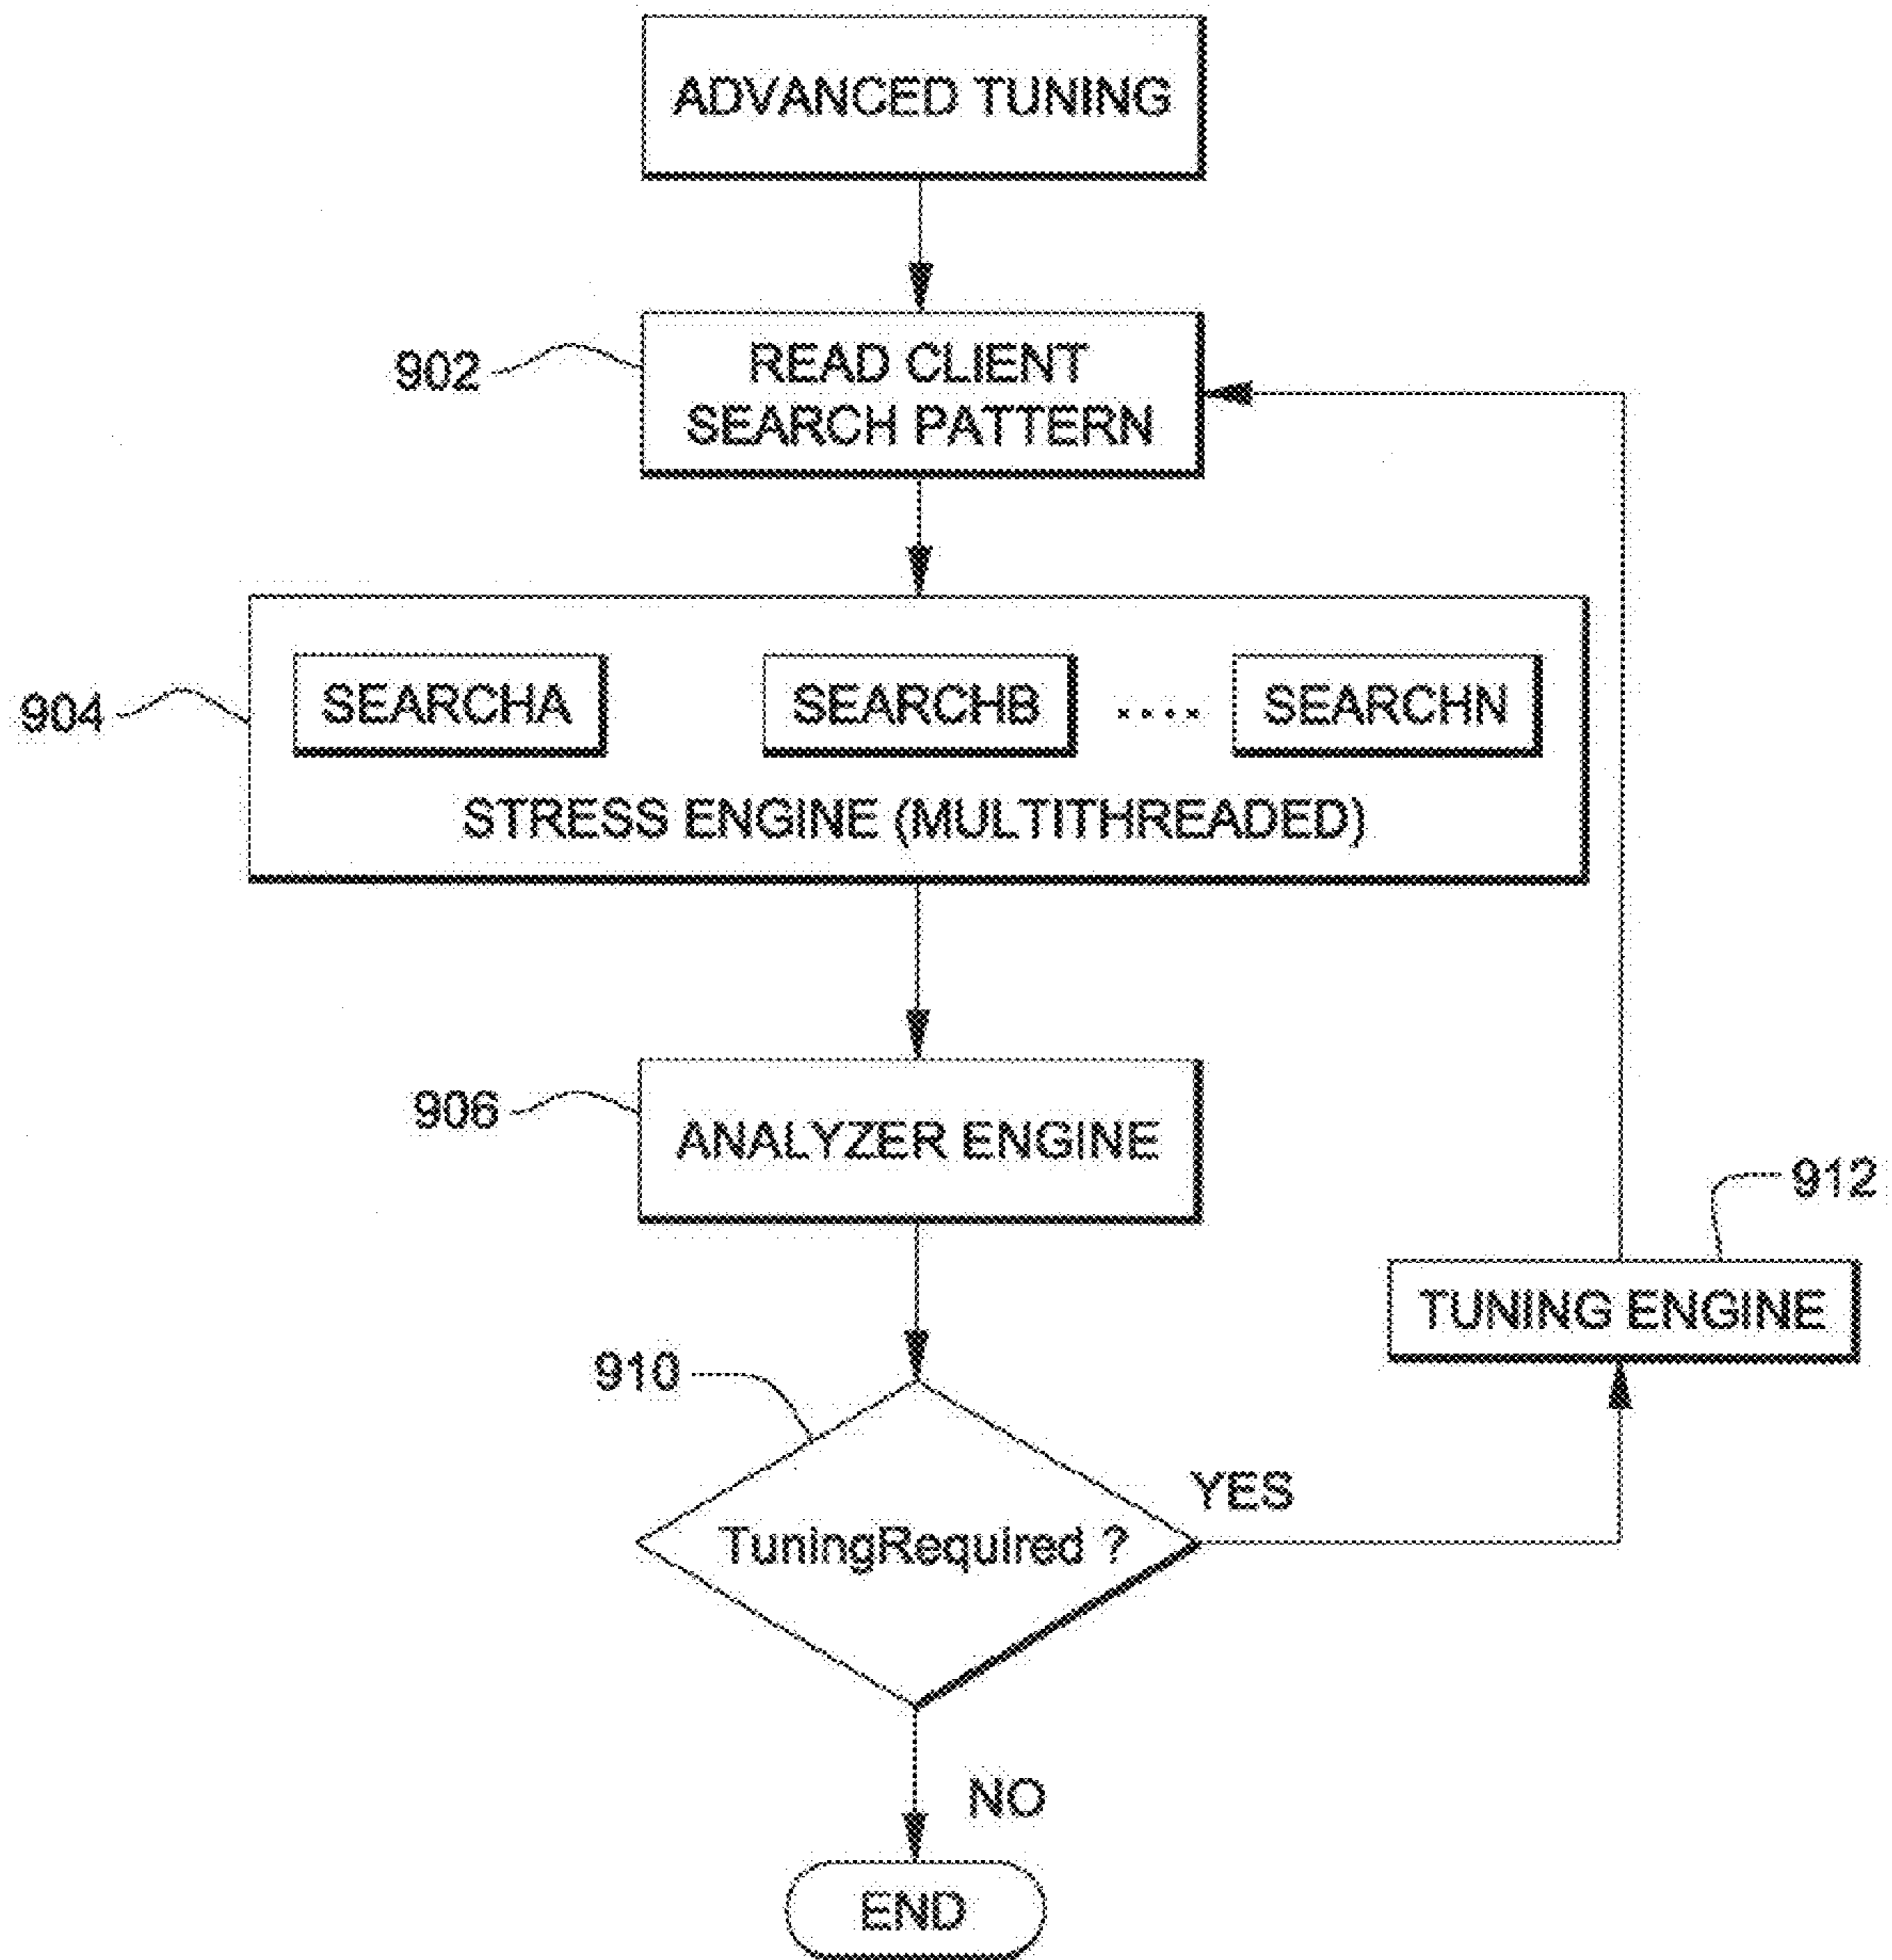 ADVANCED TUNING
902
READ CLIENT
SEARCH PATTERN
904
SEARCHA
SEARCHB
....
SEARCHN
STRESS ENGINE (MULTITHREADED)
906
ANALYZER ENGINE
912
TUNING ENGINE
910
TuningRequired ?
YES
NO
END